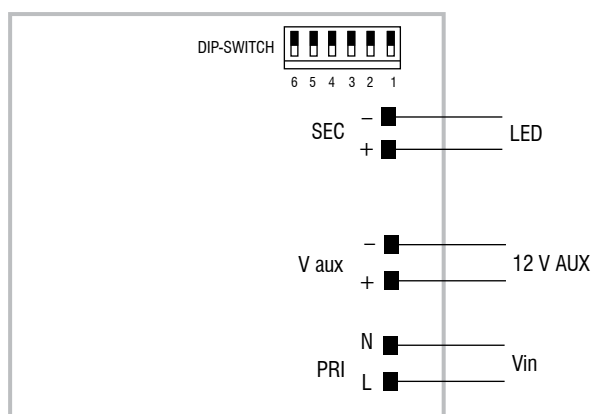 DIP-SWITCH
6 5 4 3 2 1
SEC − LED
+
V aux − 12 V AUX
+
PRI N Vin
L